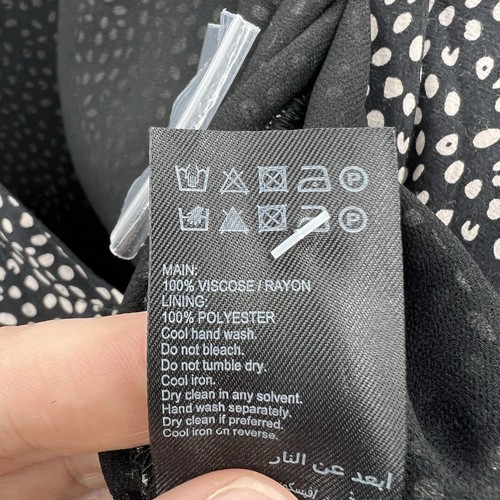 MAIN:
100% VISCOSE / RAYON
LINING:
100% POLYESTER
Cool hand wash.
Do not bleach.
Do not tumble dry.
Cool iron.
Dry clean in any solvent.
Hand wash separately.
Dry clean if preferred.
Cool iron on reverse.
ابعد عن النار